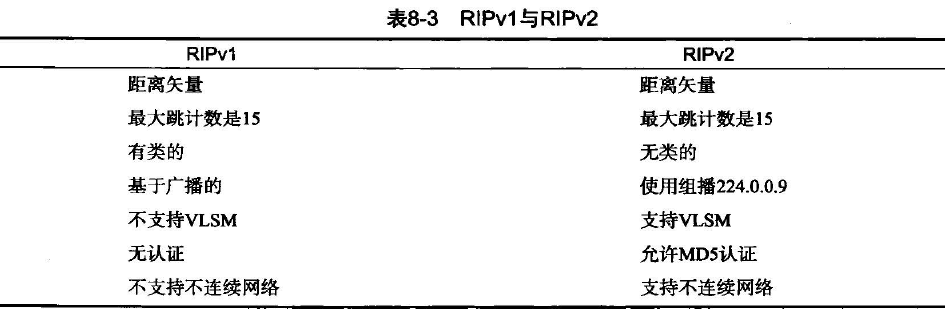 表8-3 RIPv1与RIPv2
RIPv1 RIPv2
距离矢量 距离矢量
最大跳计数是15 最大跳计数是15
有类的 无类的
基于广播的 使用组播224.0.0.9
不支持VLSM 支持VLSM
无认证 允许MD5认证
不支持不连续网络 支持不连续网络